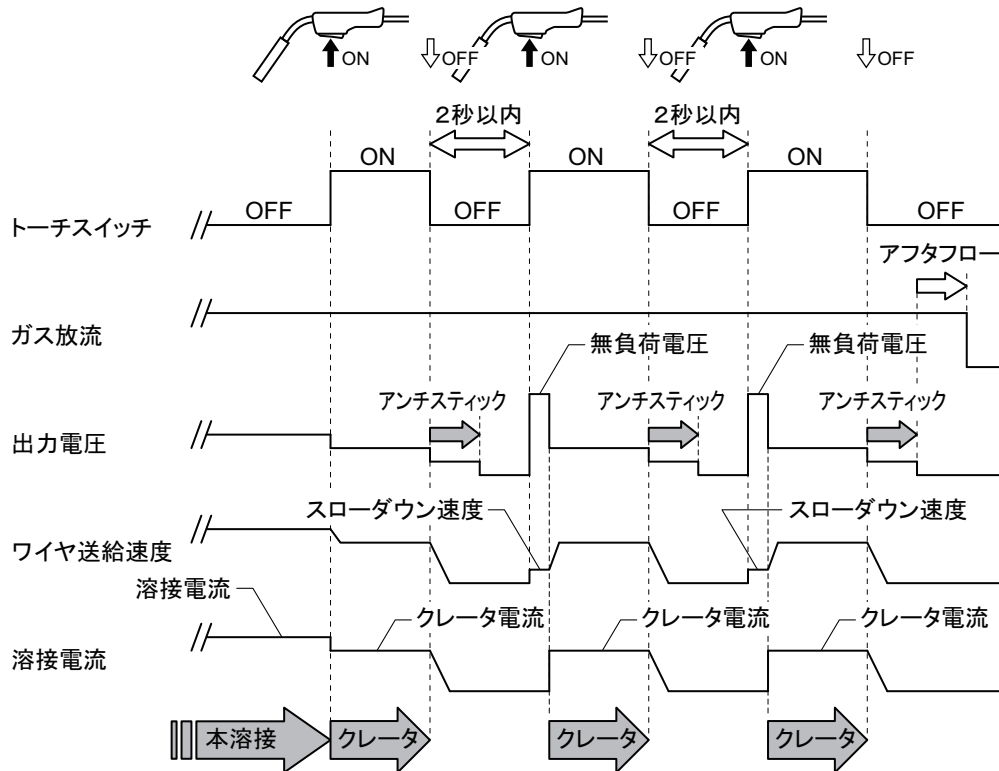 ON
OFF
ON
OFF
ON
OFF
2秒以内
2秒以内
ON
ON
ON
トーチスイッチ
OFF
OFF
OFF
OFF
アフタフロー
ガス放流
無負荷電圧
無負荷電圧
アンチスティック
アンチスティック
アンチスティック
出力電圧
スローダウン速度
スローダウン速度
ワイヤ送給速度
溶接電流
クレータ電流
クレータ電流
クレータ電流
溶接電流
本溶接
クレータ
クレータ
クレータ